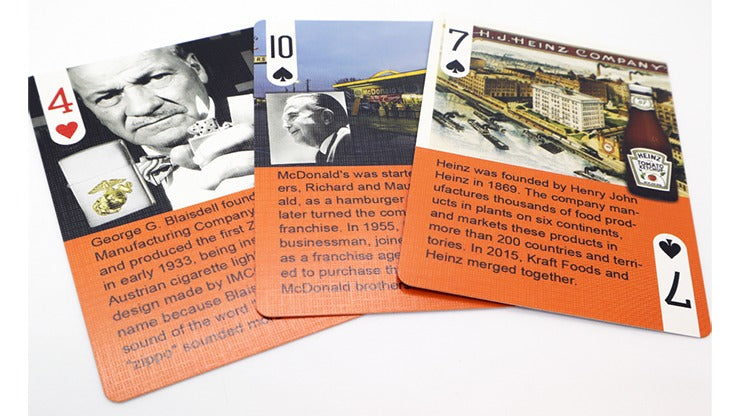 4
George G. Blaisdell found
Manufacturing Company
and produced the first Z
in early 1933, being ins
Austrian cigarette ligh
design made by IMC
name because Blais
sound of the word "
"zippo" sounded mo
10
McDonald's
McDonald's was starte
ers, Richard and Mau
ald, as a hamburger
later turned the com
franchise. In 1955,
businessman, joine
as a franchise age
ed to purchase th
McDonald brothe
7
H.J. HEINZ COMPANY
HEINZ
TOMATO
KETCHUP
Heinz was founded by Henry John
Heinz in 1869. The company man-
ufactures thousands of food prod-
ucts in plants on six continents,
and markets these products in
more than 200 countries and terri-
tories. In 2015, Kraft Foods and
Heinz merged together.
7